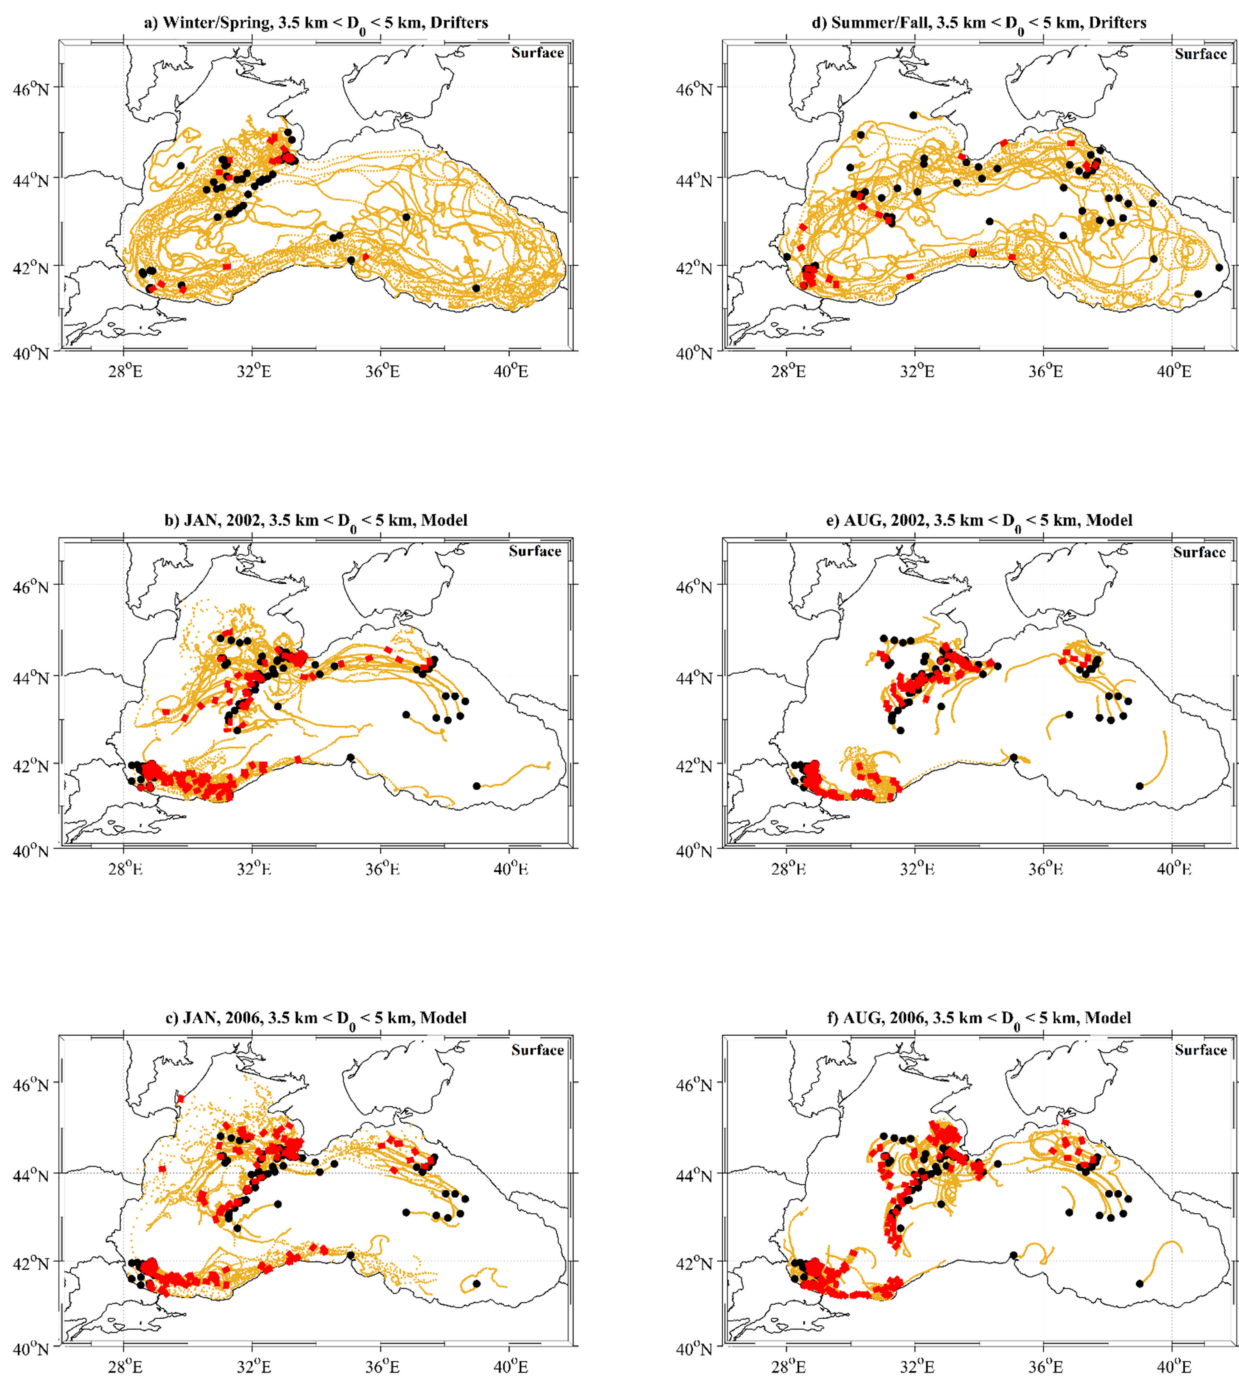 a) Winter/Spring, 3.5 km < D0 < 5 km, Drifters
Surface
46°N
44°N
42°N
40°N
28°E 32°E 36°E 40°E
d) Summer/Fall, 3.5 km < D0 < 5 km, Drifters
Surface
46°N
44°N
42°N
40°N
28°E 32°E 36°E 40°E
b) JAN, 2002, 3.5 km < D0 < 5 km, Model
Surface
46°N
44°N
42°N
40°N
28°E 32°E 36°E 40°E
e) AUG, 2002, 3.5 km < D0 < 5 km, Model
Surface
46°N
44°N
42°N
40°N
28°E 32°E 36°E 40°E
c) JAN, 2006, 3.5 km < D0 < 5 km, Model
Surface
46°N
44°N
42°N
40°N
28°E 32°E 36°E 40°E
f) AUG, 2006, 3.5 km < D0 < 5 km, Model
Surface
46°N
44°N
42°N
40°N
28°E 32°E 36°E 40°E